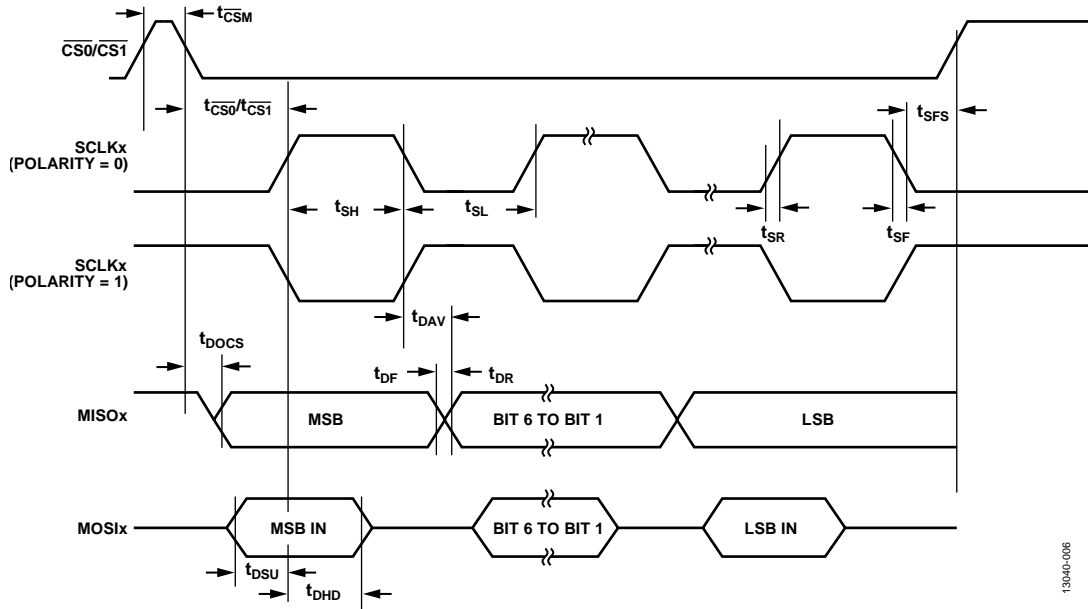 tCSM
CS0/CS1
tCS0/tCS1
tSFS
SCLKx
(POLARITY = 0)
tSH
tSL
tSR
tSF
SCLKx
(POLARITY = 1)
tDAV
tDOCS
tDF
tDR
MISOx
MSB
BIT 6 TO BIT 1
LSB
MOSIx
MSB IN
BIT 6 TO BIT 1
LSB IN
tDSU
tDHD
13040-006